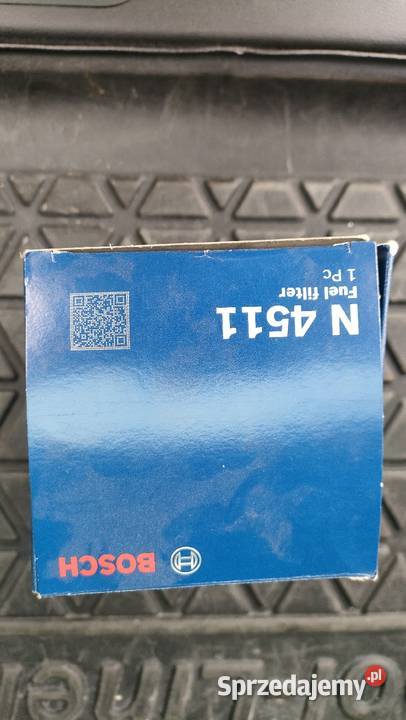 BOSCH
N 4511
Fuel filter
1 Pc
Sprzedajemy.pl